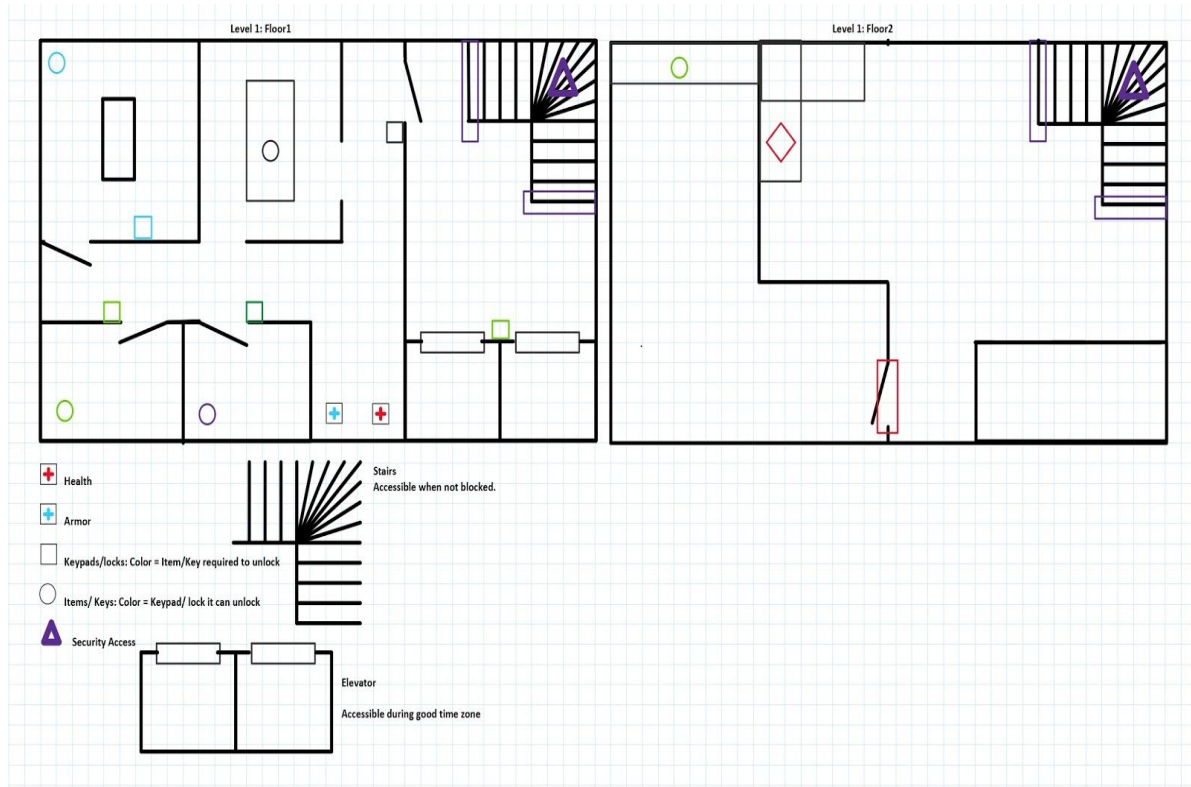 Level 1: Floor1
Level 1: Floor2
Health
Armor
Keypads/locks: Color = Item/Key required to unlock
Items/ Keys: Color = Keypad/ lock it can unlock
Security Access
Stairs
Accessible when not blocked.
Elevator
Accessible during good time zone